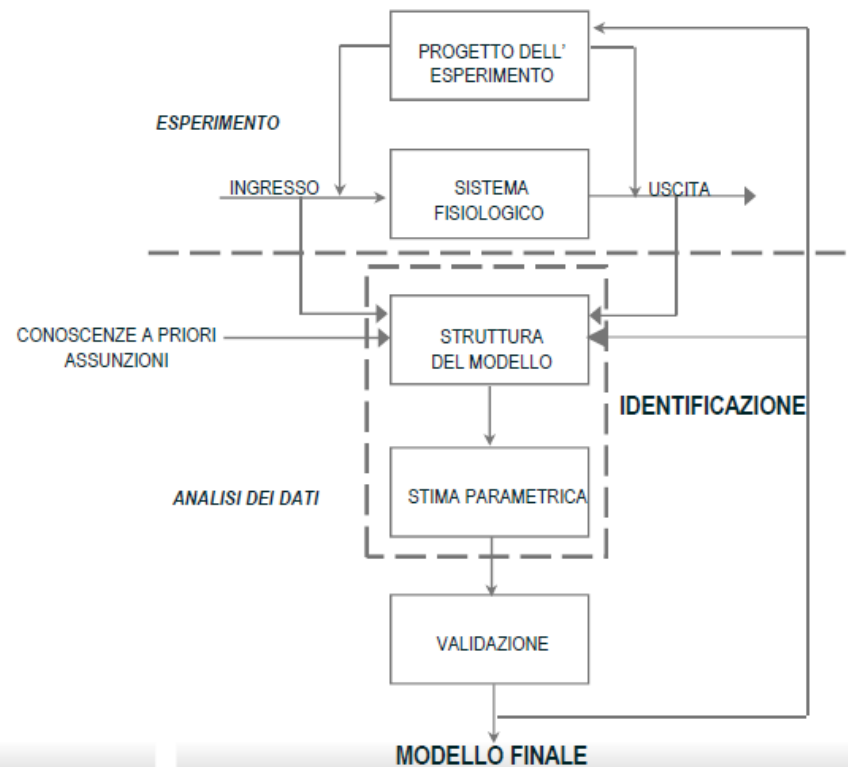 PROGETTO DELL'
ESPERIMENTO
ESPERIMENTO
INGRESSO
SISTEMA
FISIOLOGICO
USCITA
CONOSCENZE A PRIORI
ASSUNZIONI
STRUTTURA
DEL MODELLO
IDENTIFICAZIONE
ANALISI DEI DATI
STIMA PARAMETRICA
VALIDAZIONE
MODELLO FINALE